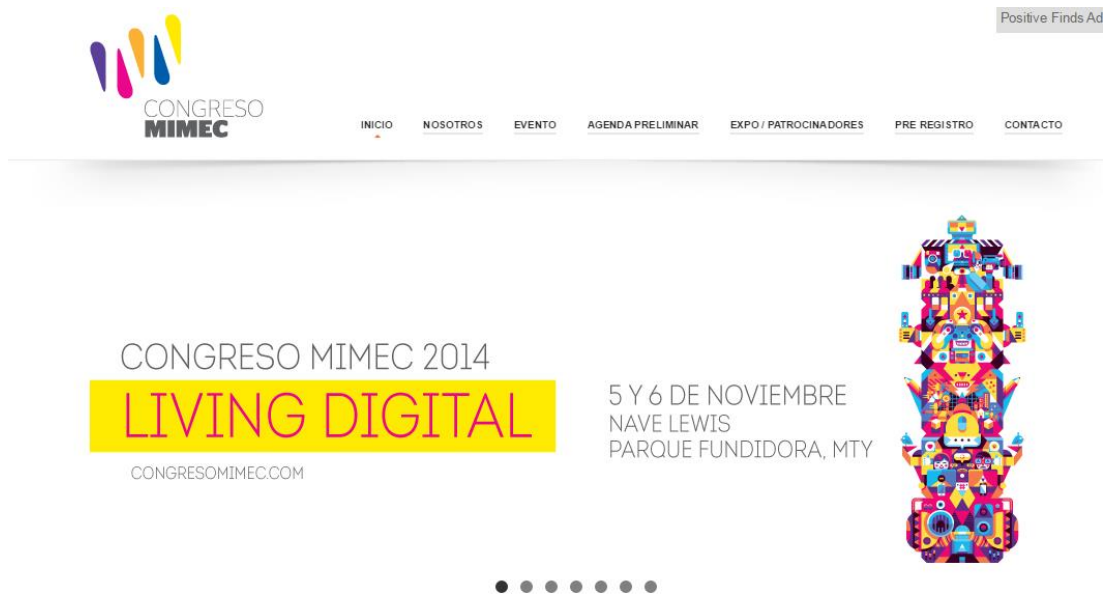 Positive Finds Ad
CONGRESO
MIMEC
INICIO NOSOTROS EVENTO AGENDA PRELIMINAR EXPO / PATROCINADORES PRE REGISTRO CONTACTO
CONGRESO MIMEC 2014
LIVING DIGITAL
CONGRESOMIMEC.COM
5 Y 6 DE NOVIEMBRE
NAVE LEWIS
PARQUE FUNDIDORA, MTY